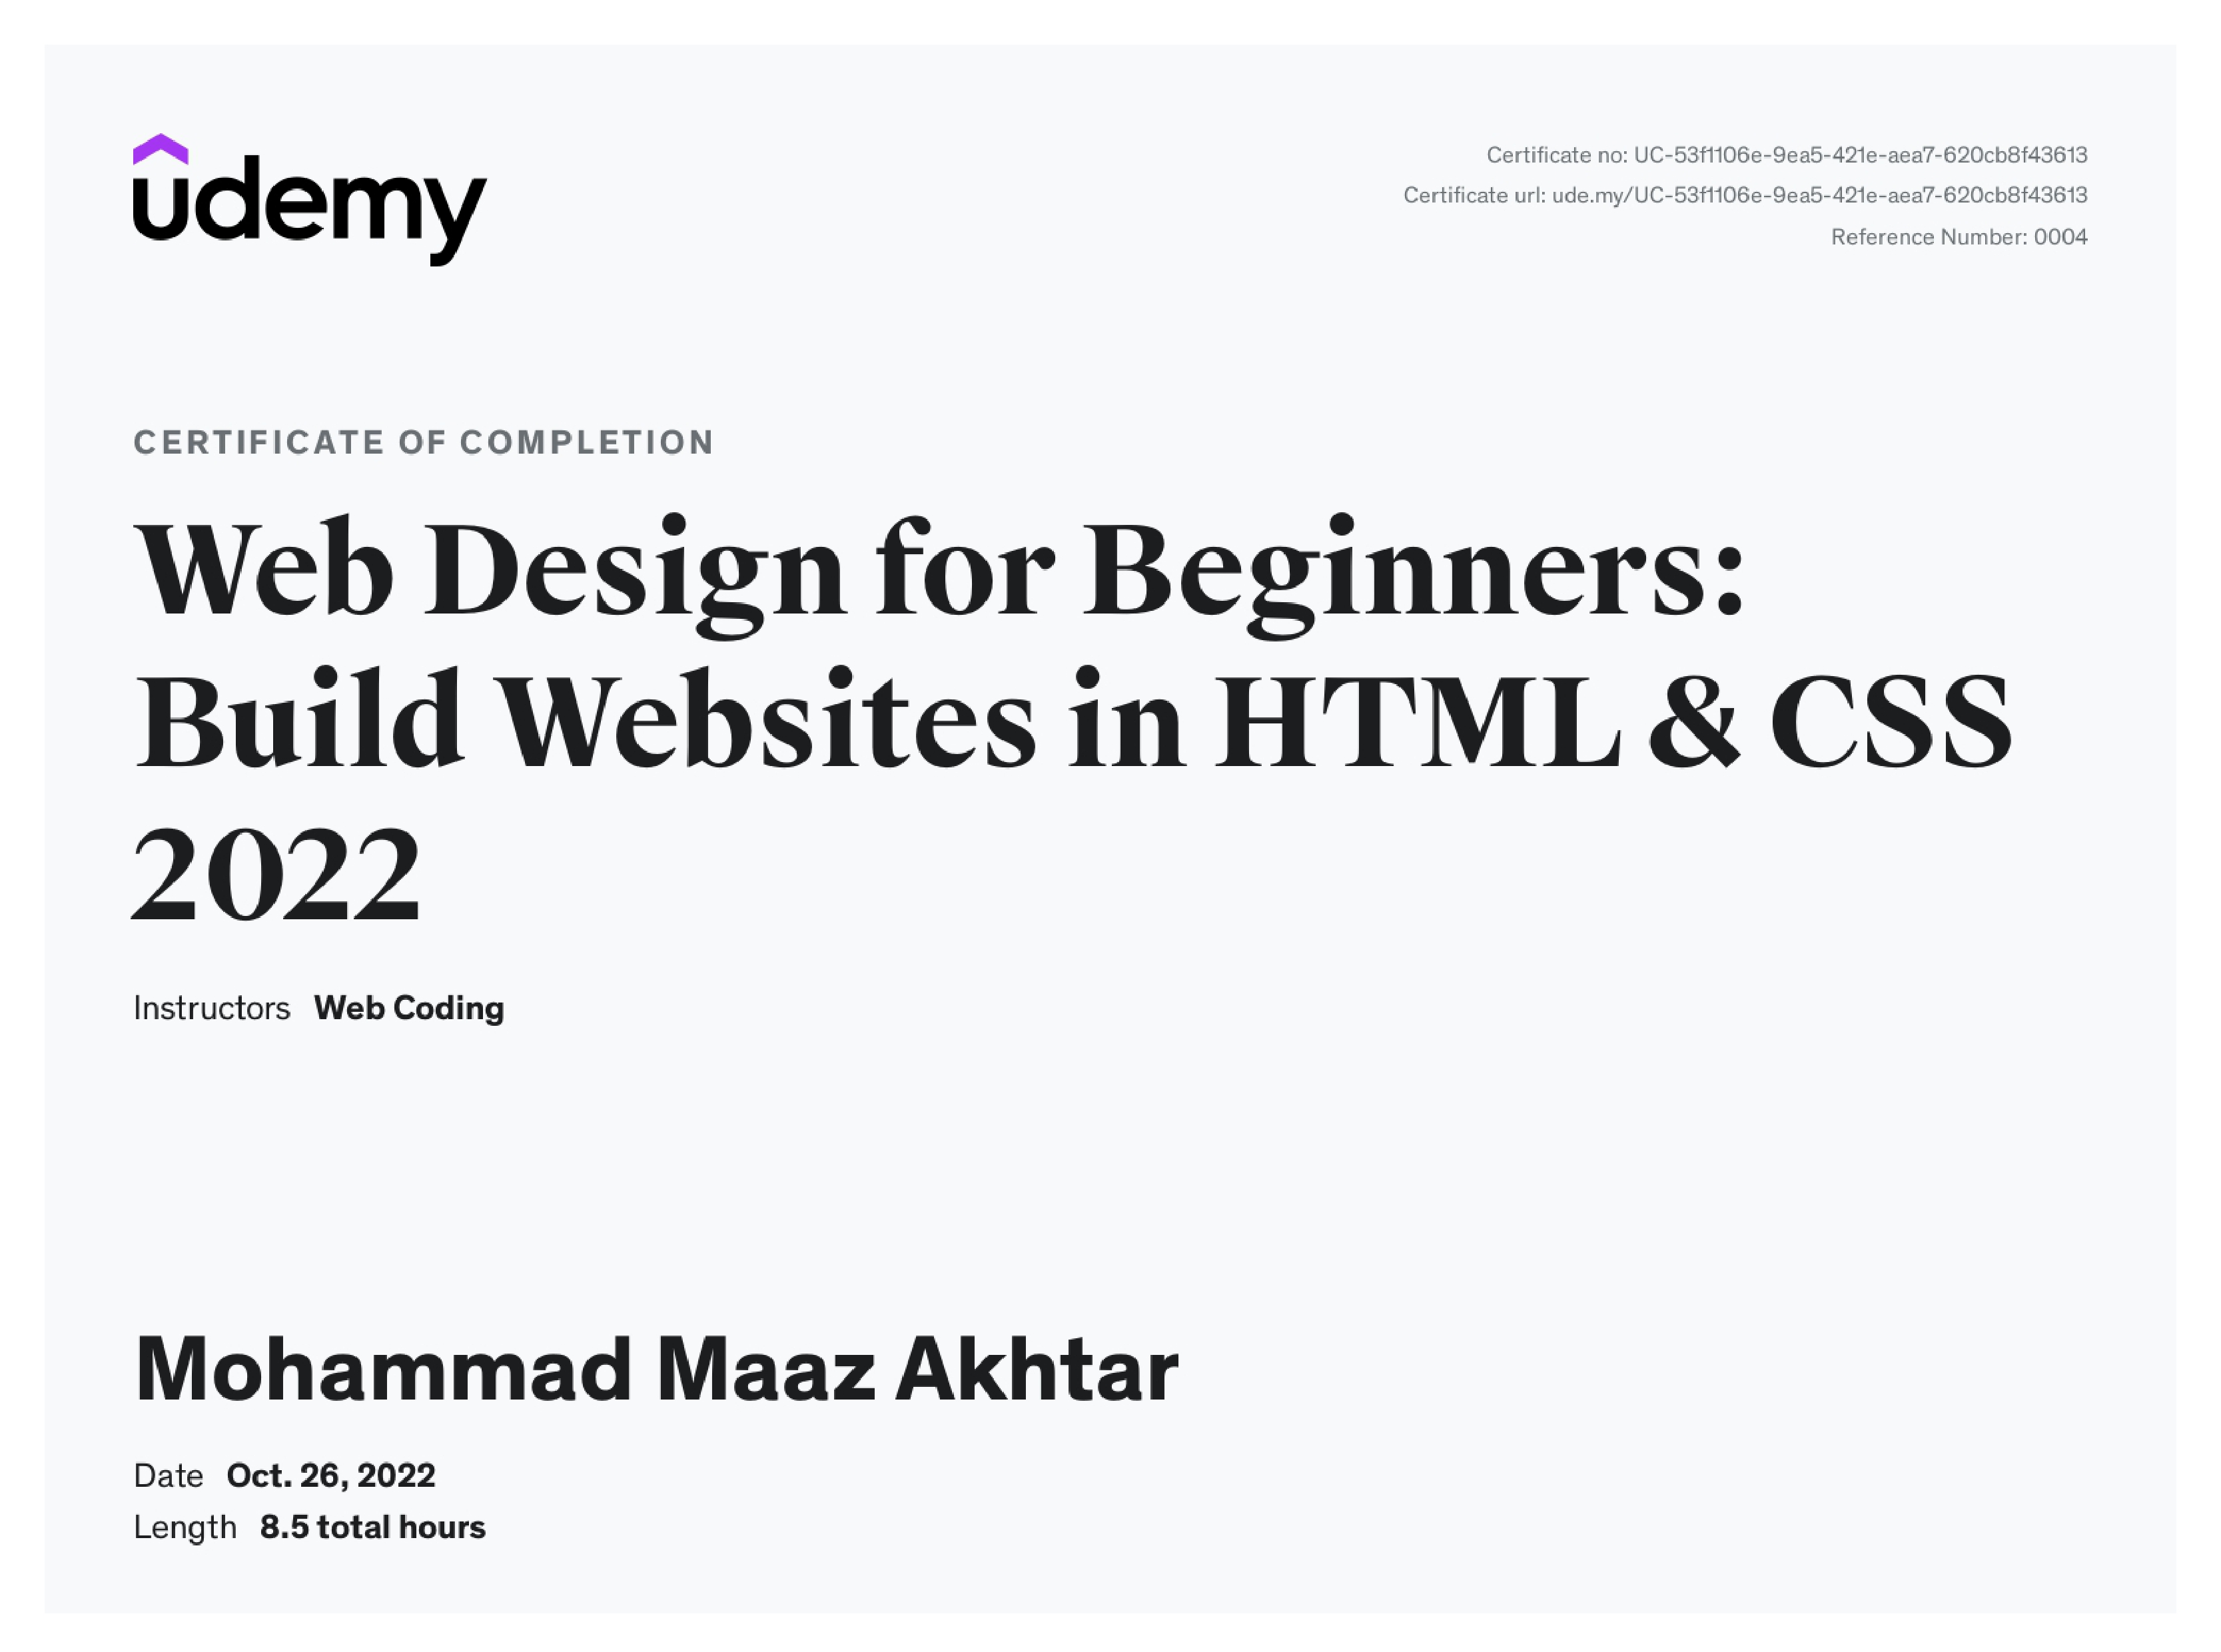 udemy
Certificate no: UC-53f1106e-9ea5-421e-aea7-620cb8f43613
Certificate url: ude.my/UC-53f1106e-9ea5-421e-aea7-620cb8f43613
Reference Number: 0004
CERTIFICATE OF COMPLETION
Web Design for Beginners:
Build Websites in HTML & CSS
2022
Instructors Web Coding
Mohammad Maaz Akhtar
Date Oct. 26, 2022
Length 8.5 total hours